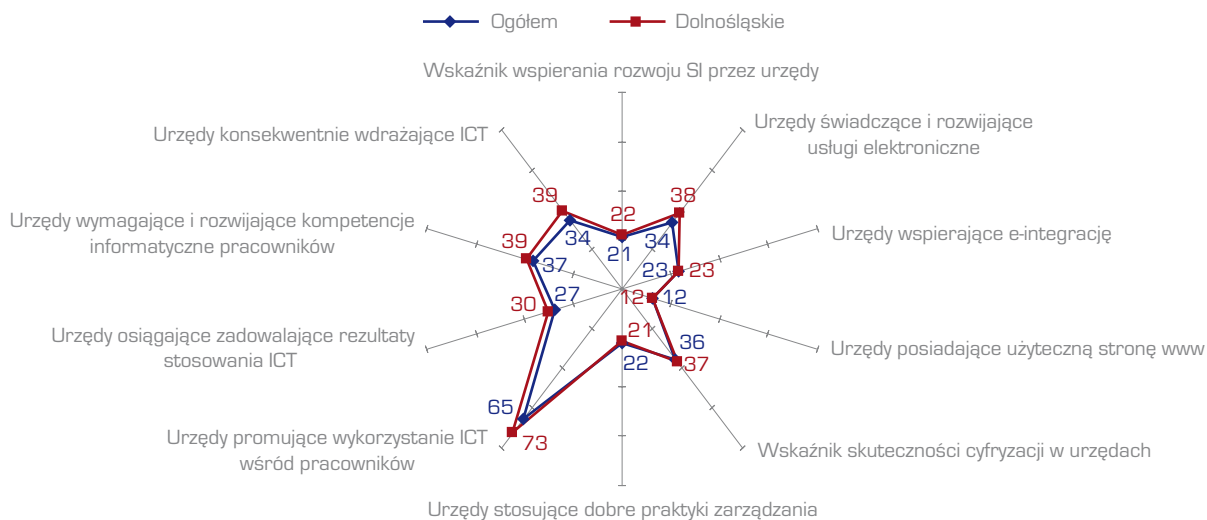 Ogółem
Dolnośląskie
Wskaźnik wspierania rozwoju SI przez urzędy
Urzędy konsekwentnie wdrażające ICT
Urzędy świadczące i rozwijające
usługi elektroniczne
Urzędy wymagające i rozwijające kompetencje
informatyczne pracowników
Urzędy wspierające e-integrację
Urzędy osiągające zadowalające rezultaty
stosowania ICT
Urzędy posiadające użyteczną stronę www
Urzędy promujące wykorzystanie ICT
wśród pracowników
Wskaźnik skuteczności cyfryzacji w urzędach
Urzędy stosujące dobre praktyki zarządzania
39
38
22
34
21
34
39
37
23
23
30
27
12
12
21
36
22
37
65
73